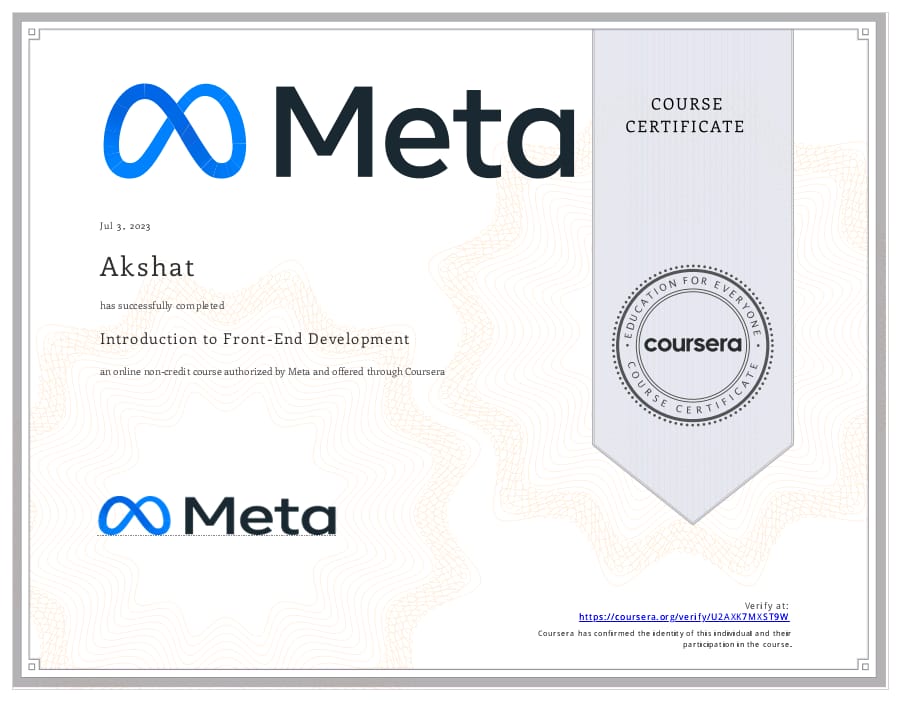 Meta
COURSE
CERTIFICATE
Jul 3, 2023
Akshat
has successfully completed
Introduction to Front-End Development
an online non-credit course authorized by Meta and offered through Coursera
EDUCATION FOR EVERYONE
coursera
COURSE CERTIFICATE
Meta
Verify at:
https://coursera.org/verify/U2AXK7MXST9W
Coursera has confirmed the identity of this individual and their
participation in the course.